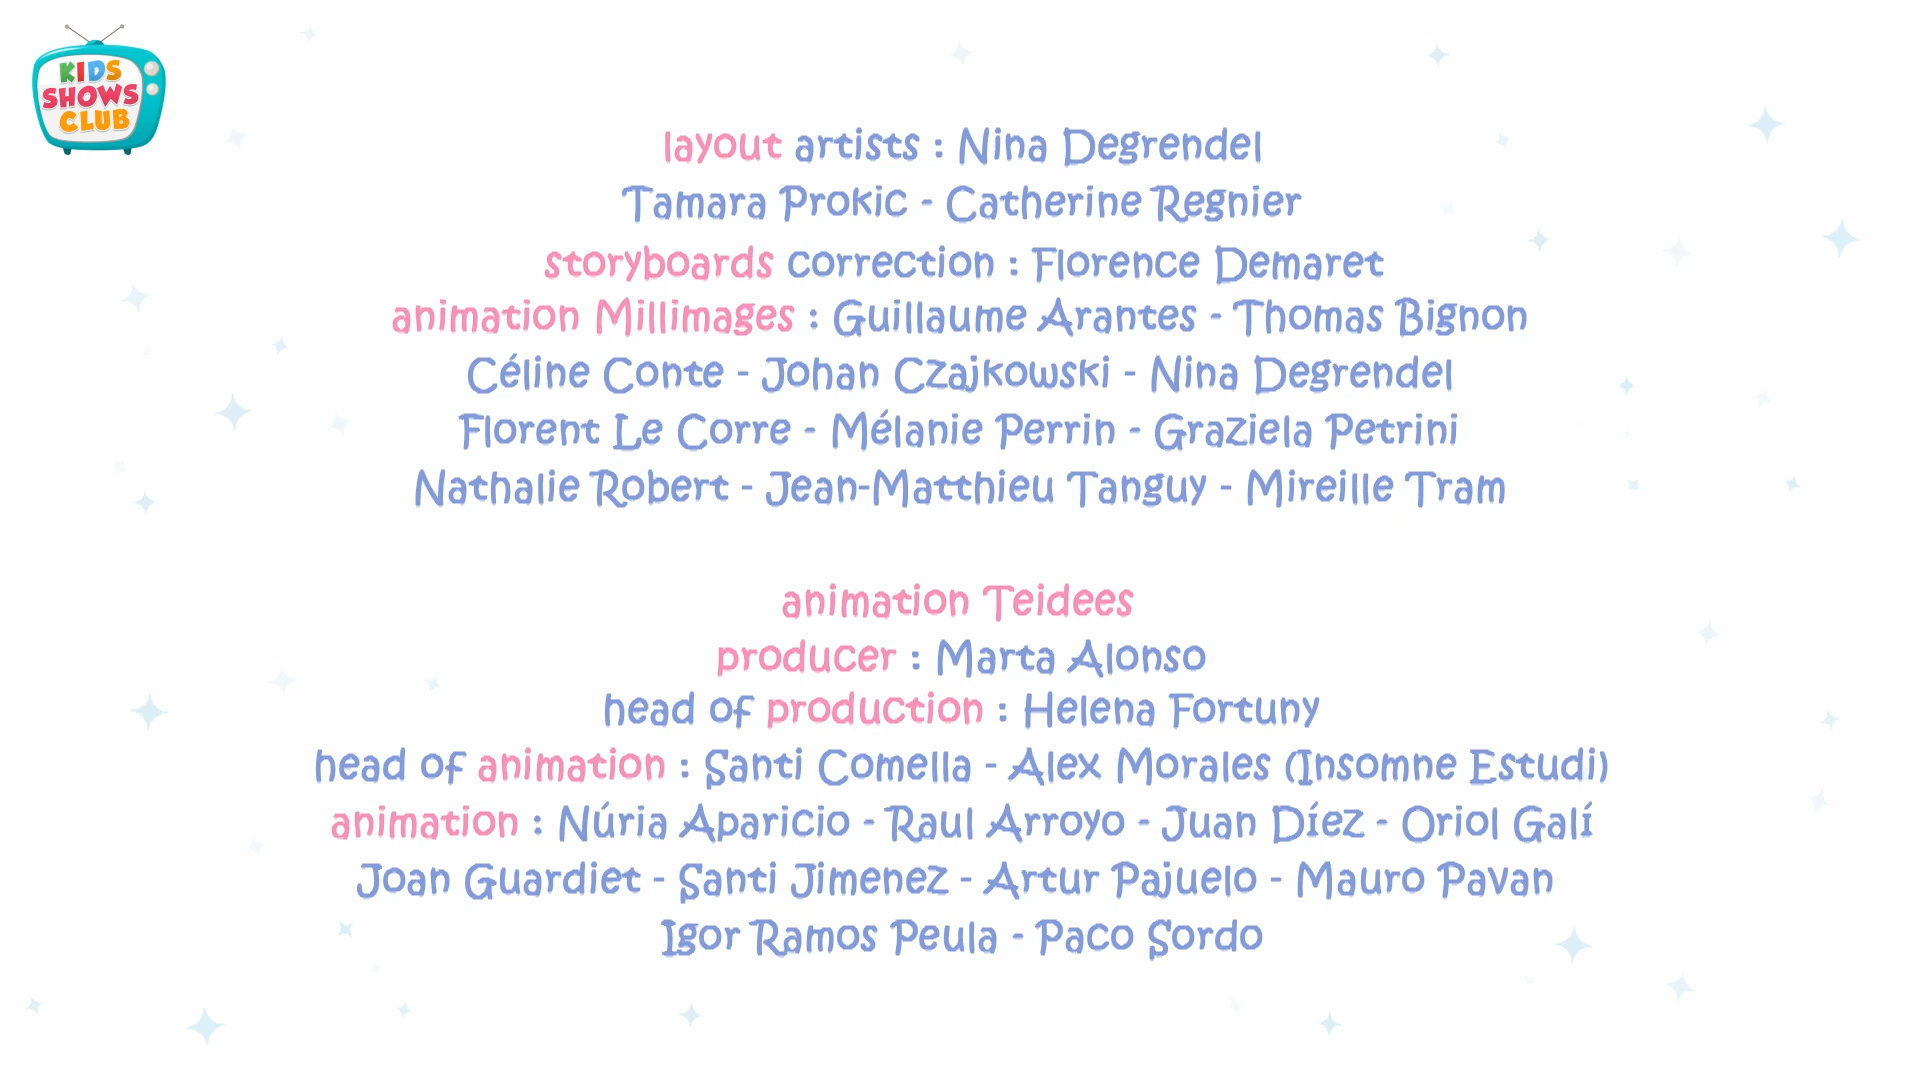 KIDS
SHOWS
CLUB
layout artists : Nina Degrendel
Tamara Prokic - Catherine Regnier
storyboards correction : Florence Demaret
animation Millimages : Guillaume Arantes - Thomas Bignon
Céline Conte - Johan Czajkowski - Nina Degrendel
Florent Le Corre - Mélanie Perrin - Graziela Petrini
Nathalie Robert - Jean-Matthieu Tanguy - Mireille Tram
animation Teidees
producer : Marta Alonso
head of production : Helena Fortuny
head of animation : Santi Comella - Alex Morales (Insomne Estudi)
animation : Núria Aparicio - Raul Arroyo - Juan Díez - Oriol Galí
Joan Guardiet - Santi Jimenez - Artur Pajuelo - Mauro Pavan
Igor Ramos Peula - Paco Sordo